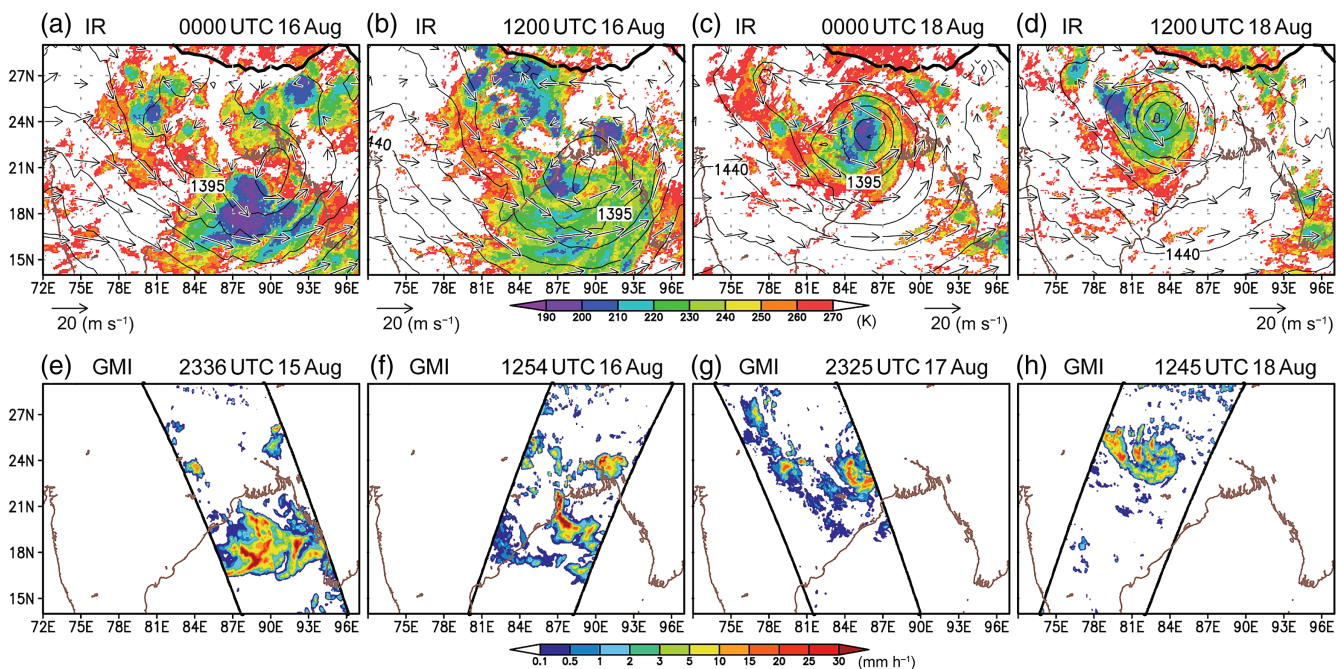 (a) IR 0000 UTC 16 Aug
(b) IR 1200 UTC 16 Aug
(c) IR 0000 UTC 18 Aug
(d) IR 1200 UTC 18 Aug
27N
24N
21N
18N
15N
1395
440
1395
1440
1395
1440
72E 75E 78E 81E 84E 87E 90E 93E 96E
75E 78E 81E 84E 87E 90E 93E 96E
75E 78E 81E 84E 87E 90E 93E 96E
75E 78E 81E 84E 87E 90E 93E 96E
20 (m s⁻¹)
20 (m s⁻¹)
190 200 210 220 230 240 250 260 270 (K)
20 (m s⁻¹)
20 (m s⁻¹)
(e) GMI 2336 UTC 15 Aug
(f) GMI 1254 UTC 16 Aug
(g) GMI 2325 UTC 17 Aug
(h) GMI 1245 UTC 18 Aug
27N
24N
21N
18N
15N
72E 75E 78E 81E 84E 87E 90E 93E 96E
75E 78E 81E 84E 87E 90E 93E 96E
75E 78E 81E 84E 87E 90E 93E 96E
75E 78E 81E 84E 87E 90E 93E 96E
0.1 0.5 1 2 3 5 10 15 20 25 30 (mm h⁻¹)